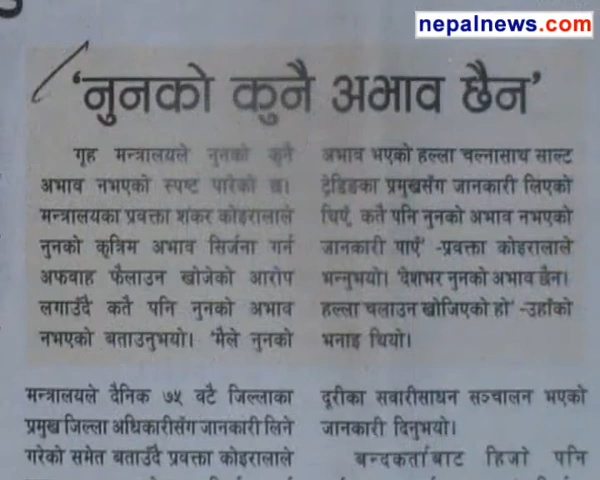 nepalnews.com
‘नुनको कुनै अभाव छैन’
गृह मन्त्रालयले नुनको कुनै
अभाव नभएको स्पष्ट पारेको छ।
मन्त्रालयका प्रवक्ता शंकर कोइरालाले
नुनको कृत्रिम अभाव सिर्जना गर्न
अफवाह फैलाउन खोजेको आरोप
लगाउँदै कतै पनि नुनको अभाव
नभएको बताउनुभयो। ‘मैले नुनको
अभाव भएको हल्ला चल्नासाथ साल्ट
ट्रेडिङका प्रमुखसँग जानकारी लिएको
थिएँ, कतै पनि नुनको अभाव नभएको
जानकारी पाएँ’ -प्रवक्ता कोइरालाले
भन्नुभयो। ‘देशभर नुनको अभाव छैन।
हल्ला चलाउन खोजिएको हो’ -उहाँको
भनाइ थियो।
मन्त्रालयले दैनिक ७५ वटै जिल्लाका
प्रमुख जिल्ला अधिकारीसँग जानकारी लिने
गरेको समेत बताउँदै प्रवक्ता कोइरालाले
दूरीका सवारीसाधन सञ्चालन भएको
जानकारी दिनुभयो।
बन्दकर्ताबाट हिजो पनि